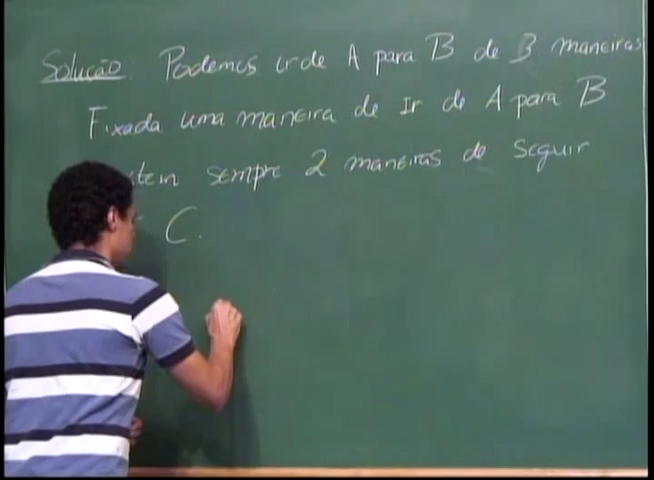 Solução Podemos ir de A para B de 3 maneiras
Fixada uma maneira de Ir de A para B
stem sempre 2 maneiras de seguir
C.